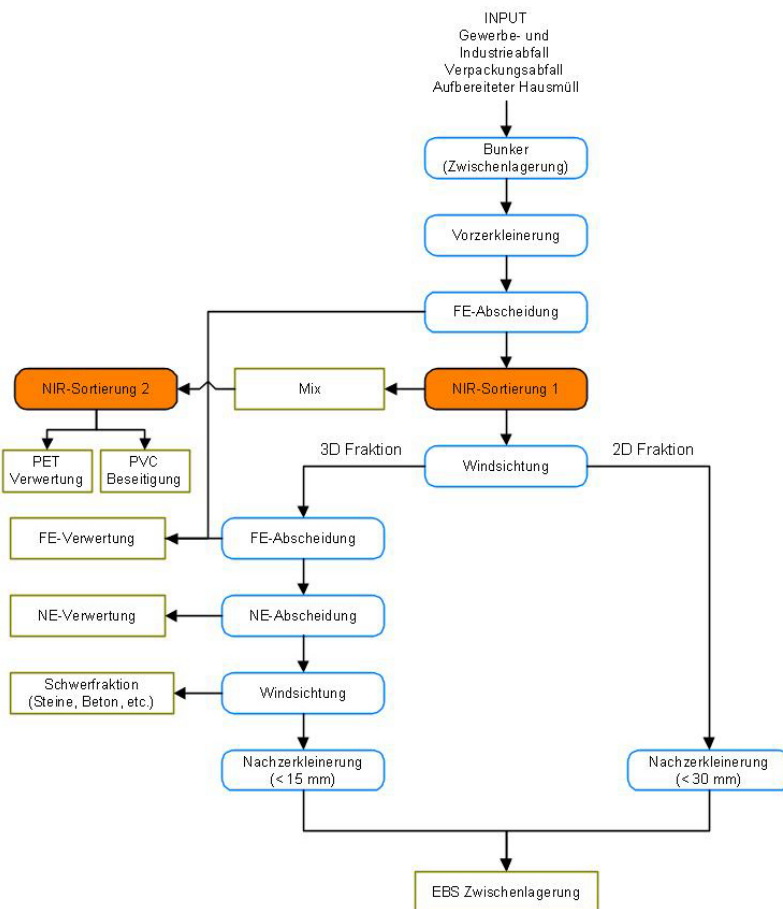 INPUT
Gewerbe- und
Industrieabfall
Verpackungsabfall
Aufbereiteter Hausmüll
Bunker
(Zwischenlagerung)
Vorzerkleinerung
FE-Abscheidung
NIR-Sortierung 2
Mix
NIR-Sortierung 1
PET
Verwertung
PVC
Beseitigung
3D Fraktion
Windsichtung
2D Fraktion
FE-Verwertung
FE-Abscheidung
NE-Verwertung
NE-Abscheidung
Schwerfraktion
(Steine, Beton, etc.)
Windsichtung
Nachzerkleinerung
(< 15 mm)
Nachzerkleinerung
(< 30 mm)
EBS Zwischenlagerung